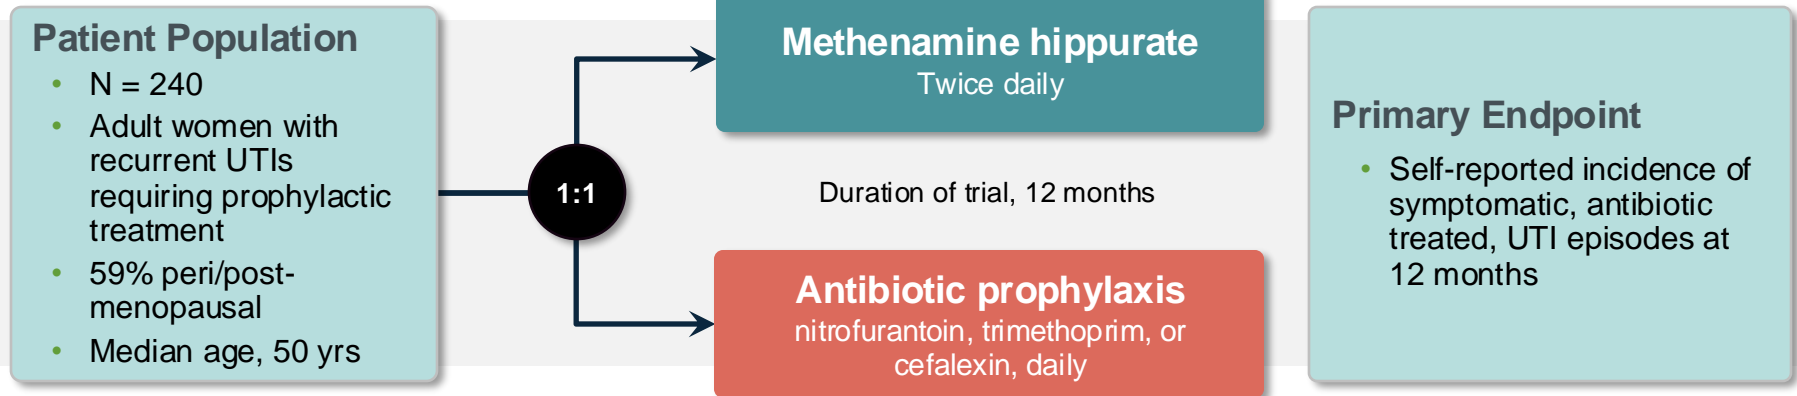 Patient Population
• N = 240
• Adult women with
recurrent UTIs
requiring prophylactic
treatment
• 59% peri/post-
menopausal
• Median age, 50 yrs
1:1
Methenamine hippurate
Twice daily
Duration of trial, 12 months
Antibiotic prophylaxis
nitrofurantoin, trimethoprim, or
cefalexin, daily
Primary Endpoint
• Self-reported incidence of
symptomatic, antibiotic
treated, UTI episodes at
12 months